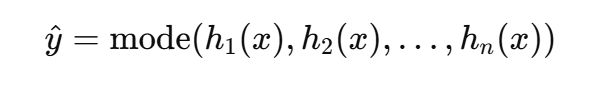 ŷ = mode(h₁(x), h₂(x), …, hₙ(x))